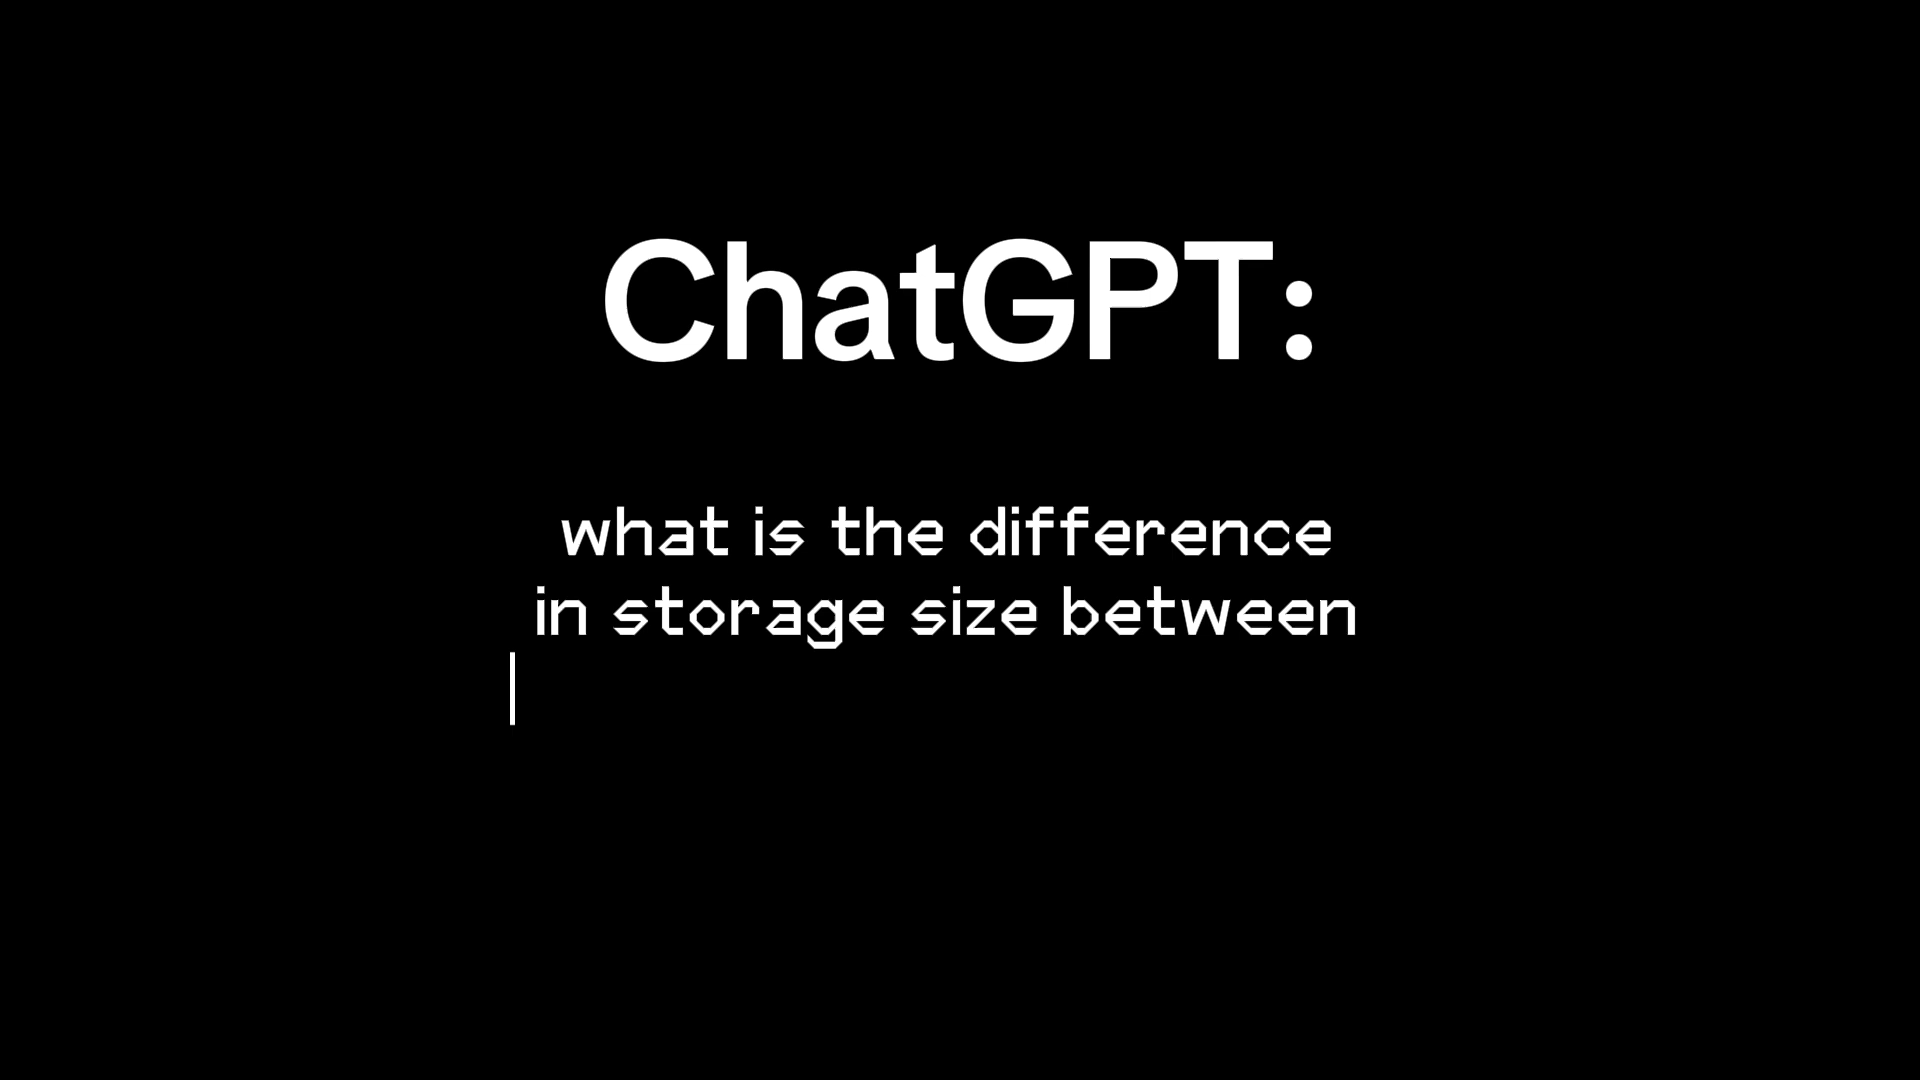 ChatGPT:
what is the difference
in storage size between